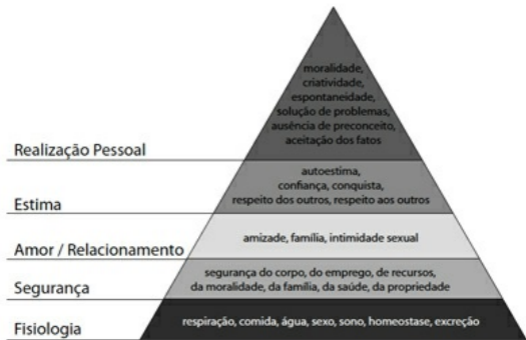 moralidade,
criatividade,
espontaneidade,
solução de problemas,
ausência de preconceito,
aceitação dos fatos
Realização Pessoal
autoestima,
confiança, conquista,
respeito dos outros, respeito aos outros
Estima
amizade, família, intimidade sexual
Amor / Relacionamento
segurança do corpo, do emprego, de recursos,
da moralidade, da família, da saúde, da propriedade
Segurança
respiração, comida, água, sexo, sono, homeostase, excreção
Fisiologia